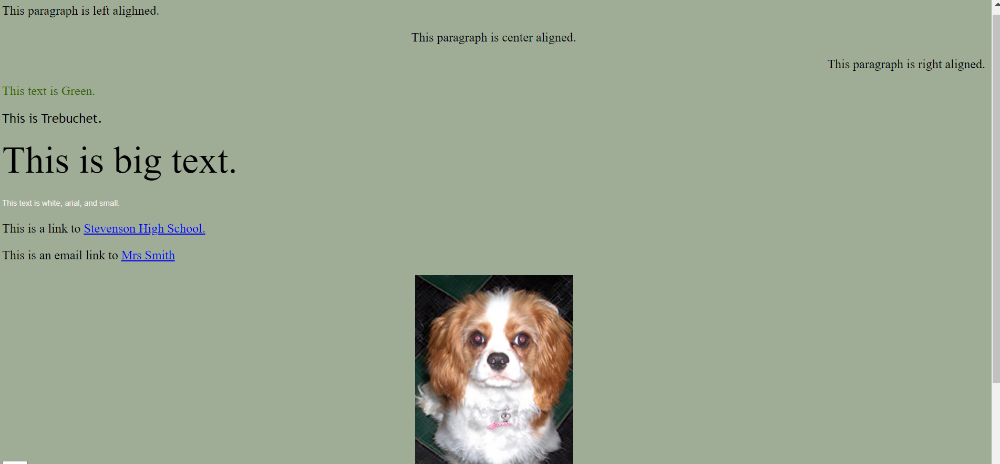 This paragraph is left alighned.
This paragraph is center aligned.
This paragraph is right aligned.
This text is Green.
This is Trebuchet.
This is big text.
This text is white, arial, and small.
This is a link to Stevenson High School.
This is an email link to Mrs Smith